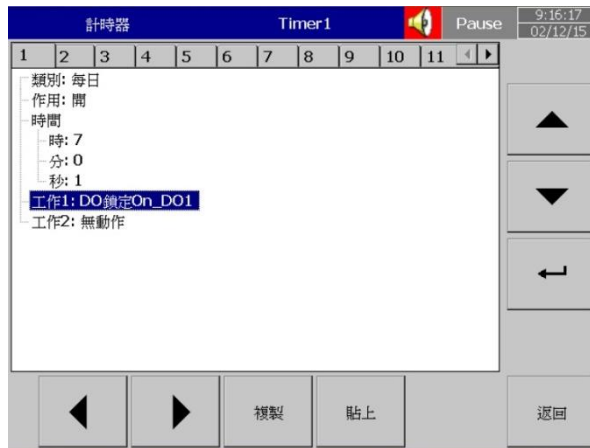 計時器 Timer1 Pause 9:16:17
02/12/15
1 2 3 4 5 6 7 8 9 10 11
類別: 每日
作用: 開
時間
時: 7
分: 0
秒: 1
工作1: DO鎖定On_DO1
工作2: 無動作
複製 貼上 返回